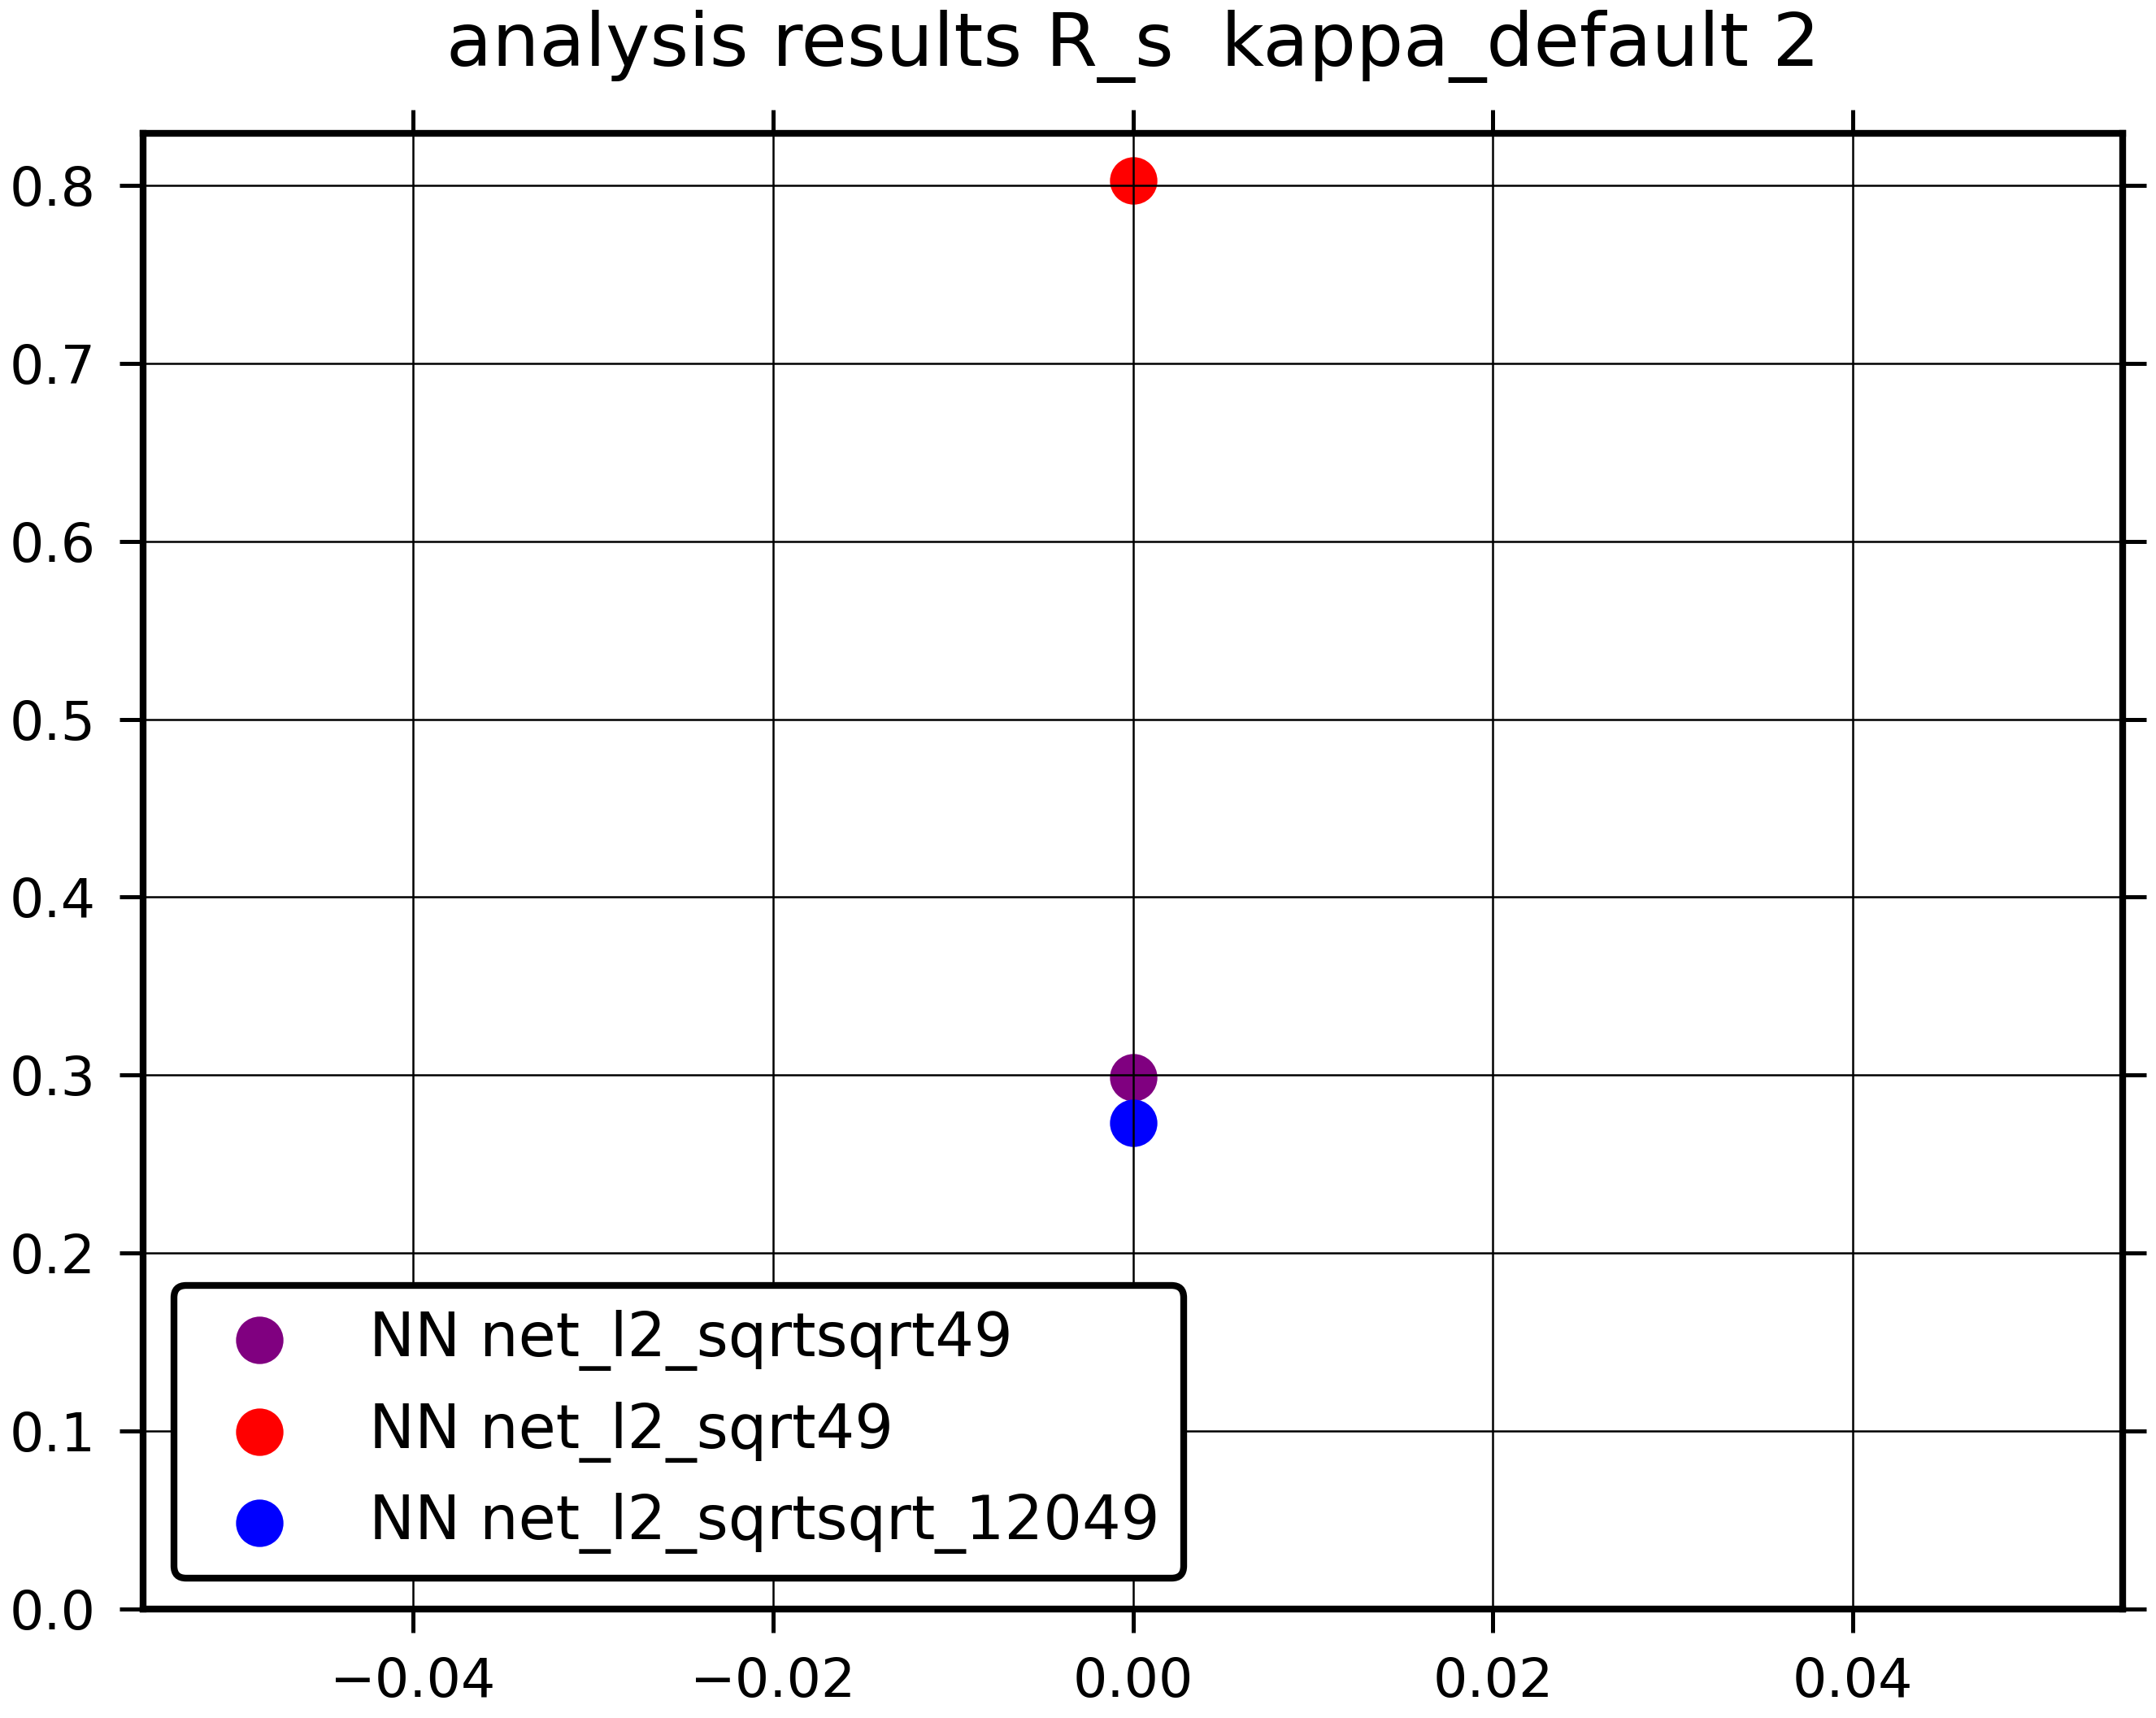 analysis results R_s  kappa_default 2
0.8
0.7
0.6
0.5
0.4
0.3
0.2
0.1
0.0
NN net_l2_sqrtsqrt49
NN net_l2_sqrt49
NN net_l2_sqrtsqrt_12049
−0.04 −0.02 0.00 0.02 0.04